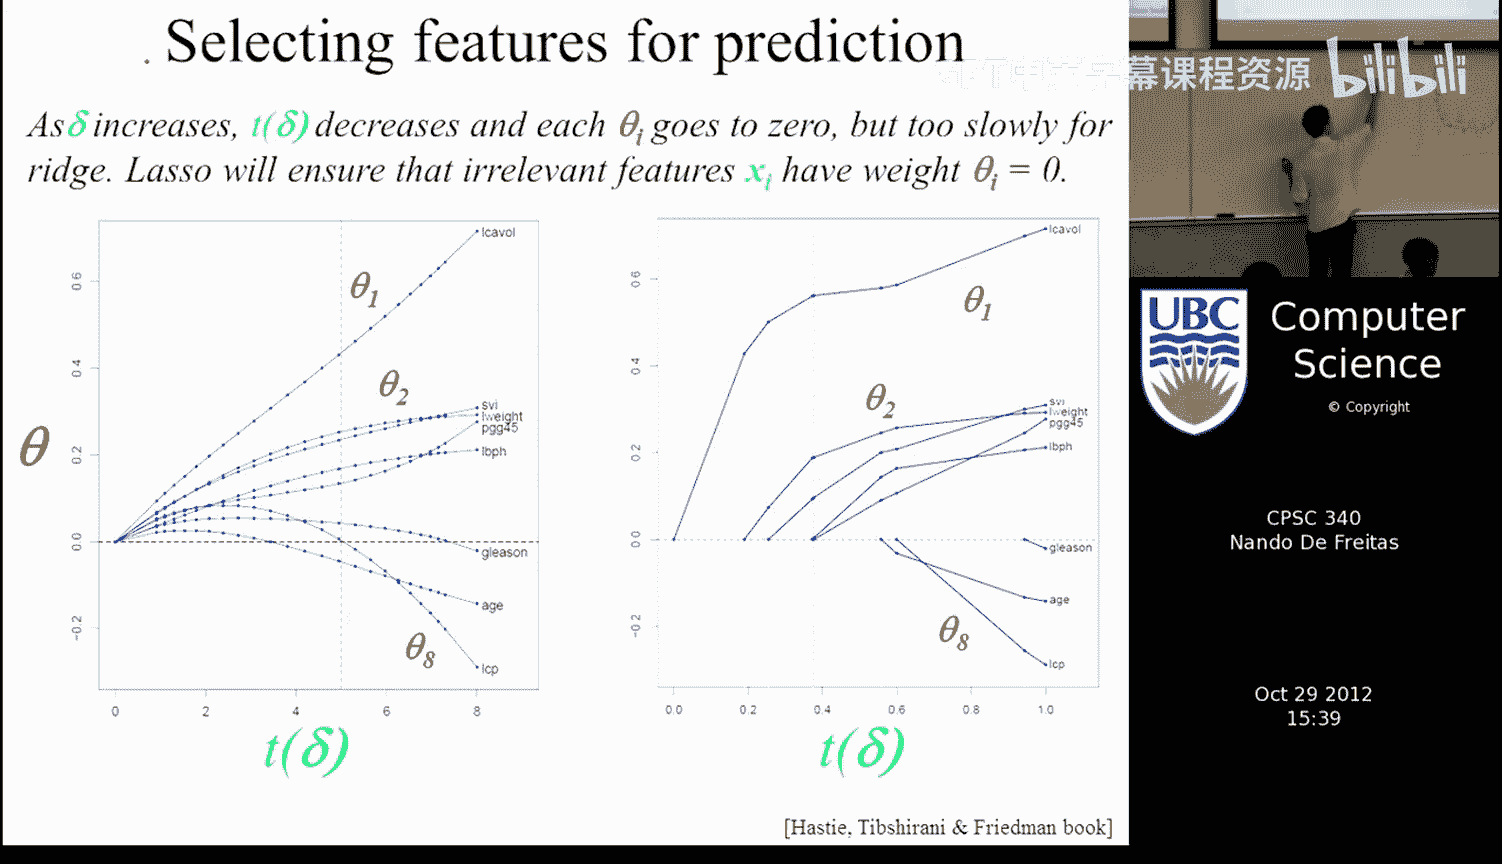 Selecting features for prediction
As δ increases, t(δ) decreases and each θi goes to zero, but too slowly for
ridge. Lasso will ensure that irrelevant features xi have weight θi = 0.
θ
0.6
0.4
0.2
0.0
-0.2
θ1
θ2
θ8
lcavol
svi
lweight
pgg45
lbph
gleason
age
lcp
0 2 4 6 8
t(δ)
0.6
0.4
0.2
0.0
-0.2
θ1
θ2
θ8
lcavol
svi
lweight
pgg45
lbph
gleason
age
lcp
0.0 0.2 0.4 0.6 0.8 1.0
t(δ)
[Hastie, Tibshirani & Friedman book]
幕课程资源 bilibili
UBC
Computer
Science
© Copyright
CPSC 340
Nando De Freitas
Oct 29 2012
15:39